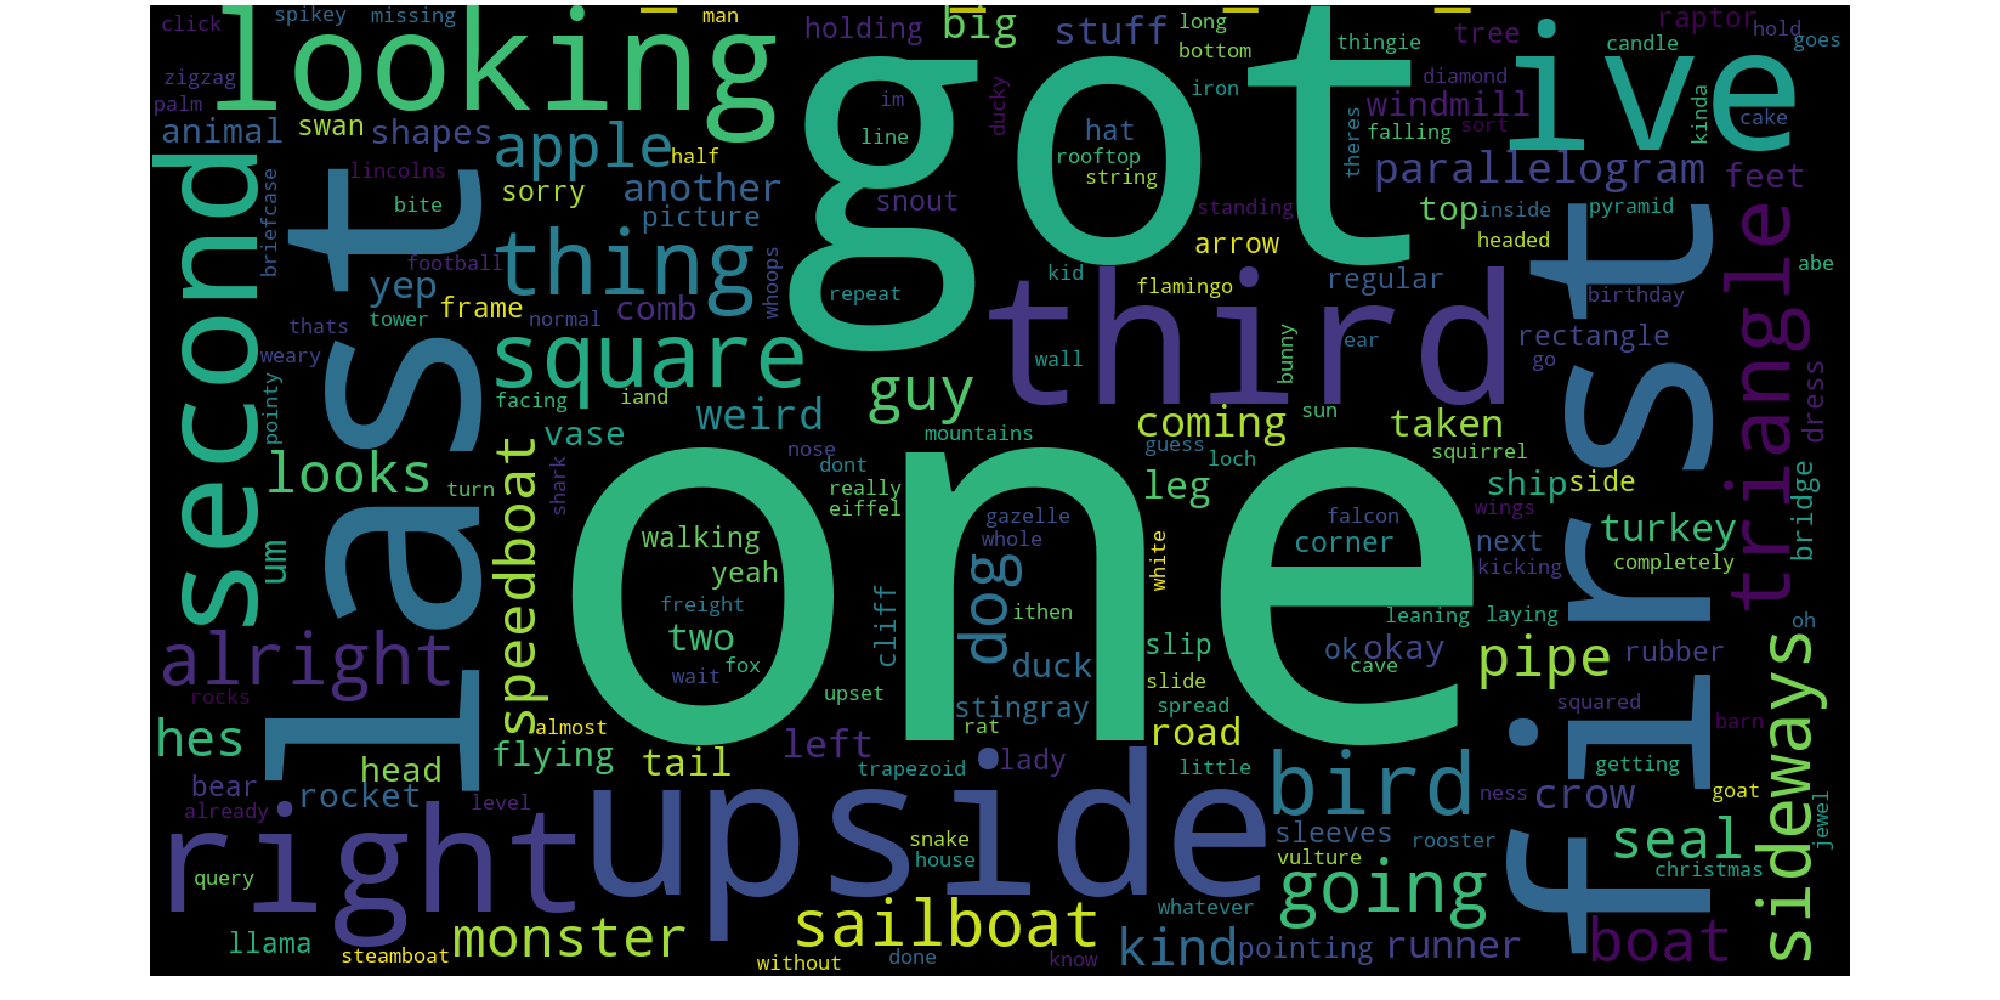 click
spikey
missing
man
holding
big
stuff
long
bottom
thingie
tree
candle
raptor
hold
goes
looking
got
ive
zigzag
palm
im
ducky
iron
diamond
windmill
kinda
cake
animal
swan
shapes
apple
half
line
hat
rooftop
string
theres
falling
sort
second
last
lincolns
bite
briefcase
sorry
another
picture
snout
standing
parallelogram
feet
top
inside
pyramid
thing
football
yep
whoops
arrow
headed
first
triangle
abe
kid
flamingo
regular
birthday
repeat
third
frame
comb
tower
normal
thats
weary
square
wall
bunny
ear
rectangle
go
pointy
facing
iand
weird
guy
coming
sun
taken
dress
vase
nose
mountains
guess
loch
squirrel
looks
turn
speedboat
shark
dont
really
eiffel
one
leg
ship
side
bridge
um
walking
yeah
gazelle
whole
white
falcon
corner
wings
next
kicking
turkey
completely
freight
two
wait
fox
cliff
dog
ithen
leaning
laying
oh
alright
rocks
duck
slip
ok
okay
cave
pipe
rubber
sideways
upset
stingray
slide
spread
squared
barn
hes
almost
flying
tail
left
rat
lady
road
head
trapezoid
little
bear
already
rocket
level
upside
bird
getting
ness
crow
goat
jewel
right
snake
house
sleeves
vulture
rooster
seal
christmas
query
going
llama
steamboat
monster
sailboat
without
done
know
whatever
kind
pointing
runner
boat